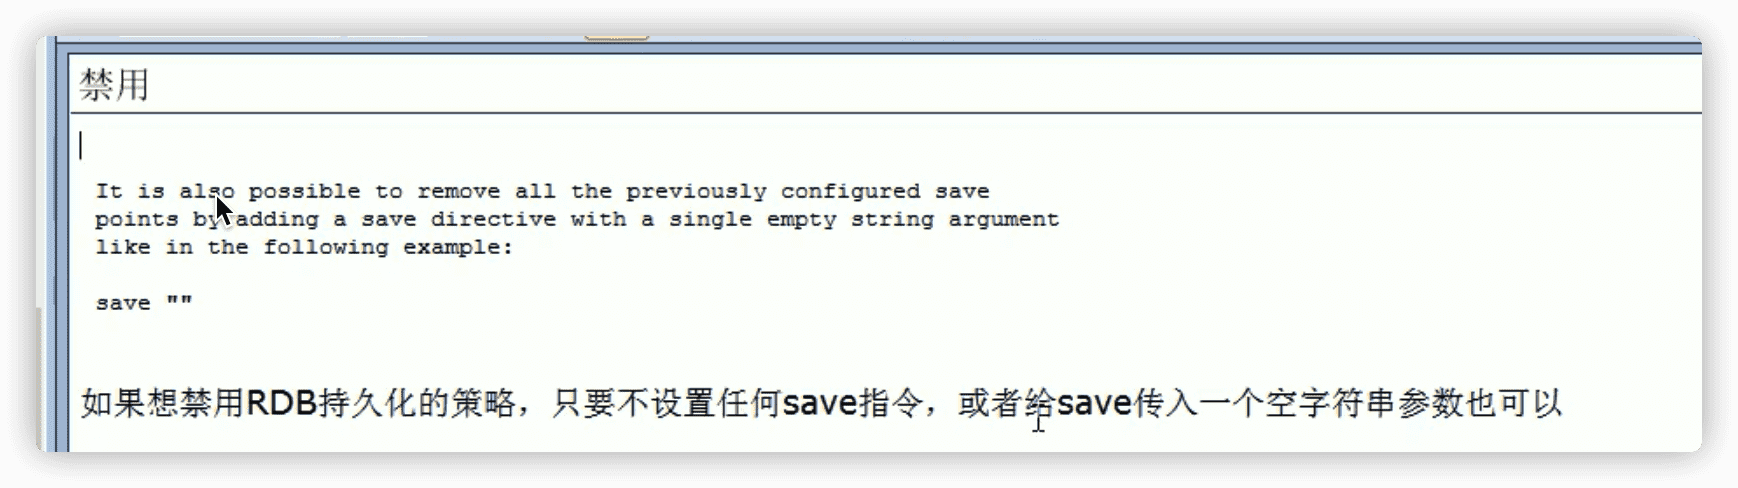 禁用
It is also possible to remove all the previously configured save
points by adding a save directive with a single empty string argument
like in the following example:
save ""
如果想禁用RDB持久化的策略，只要不设置任何save指令，或者给save传入一个空字符串参数也可以